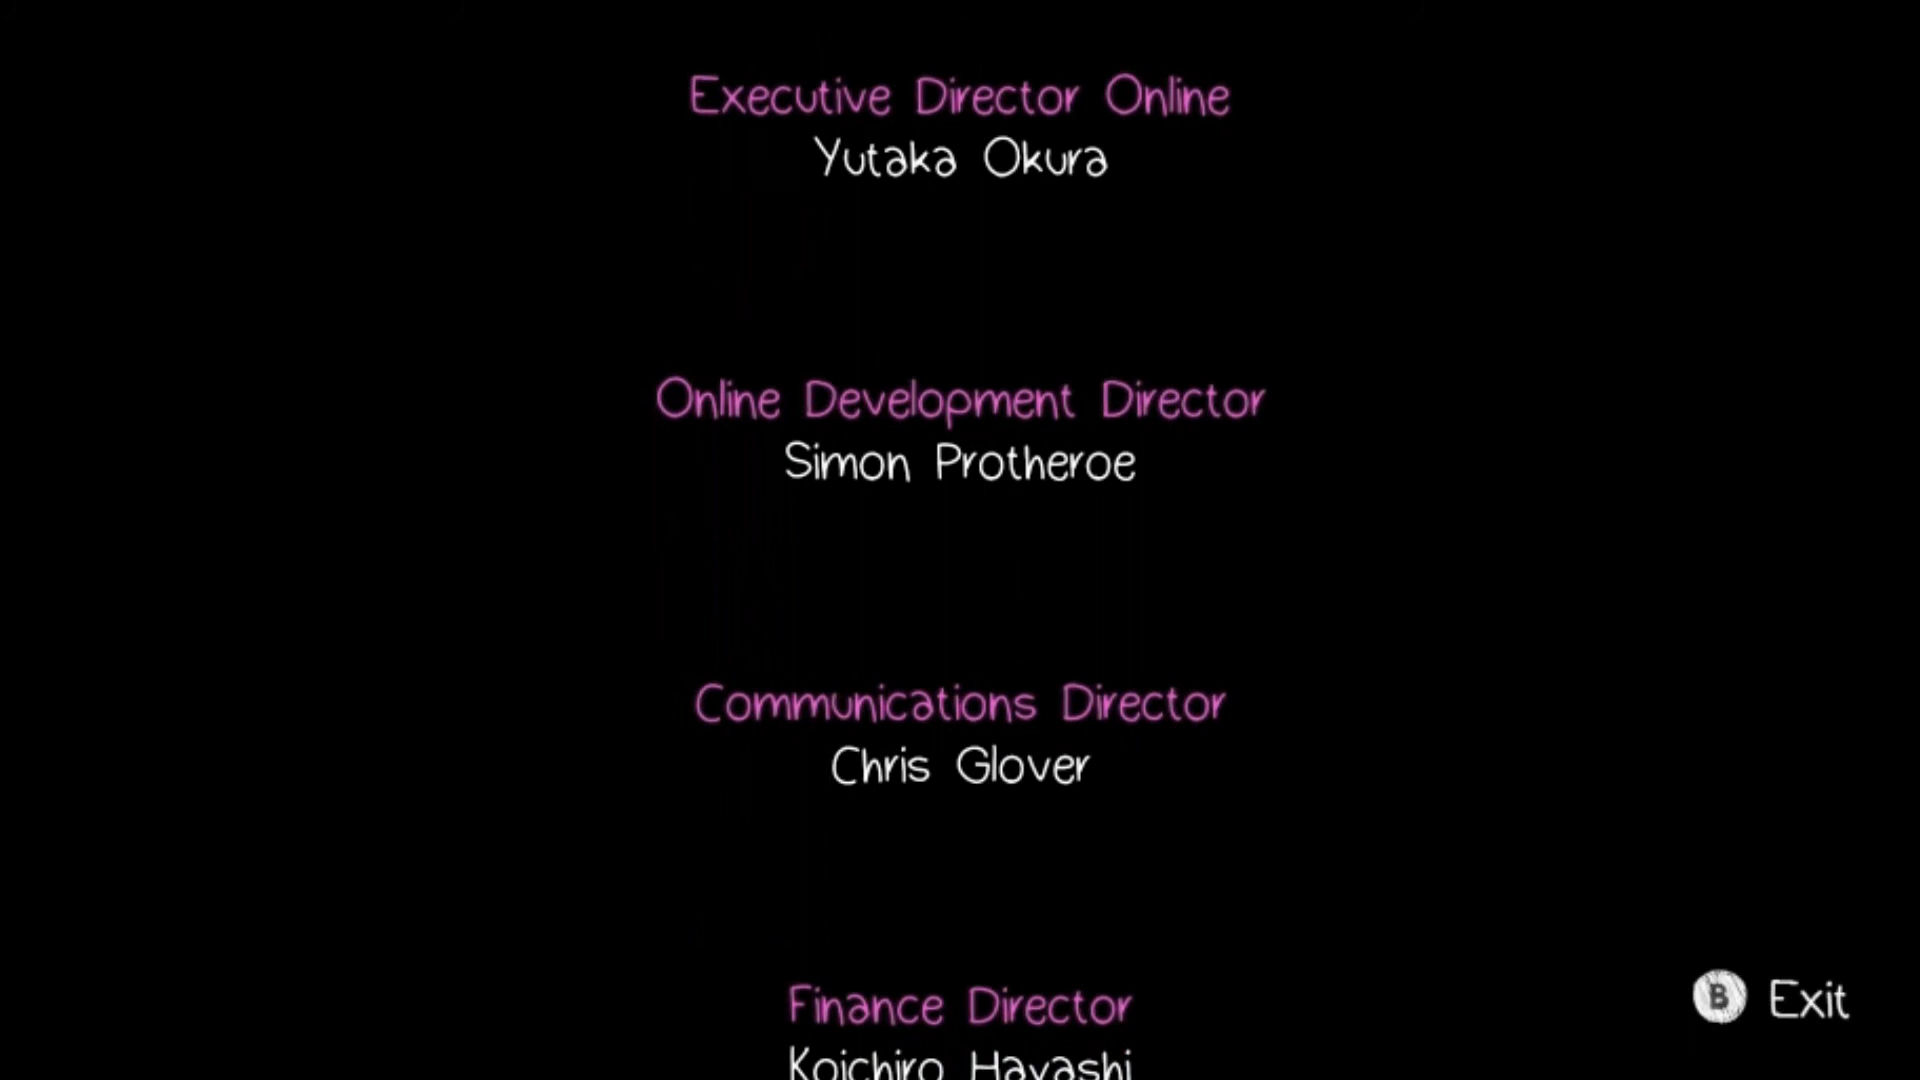 Executive Director Online
Yutaka Okura
Online Development Director
Simon Protheroe
Communications Director
Chris Glover
Finance Director
Koichiro Hayashi
B Exit